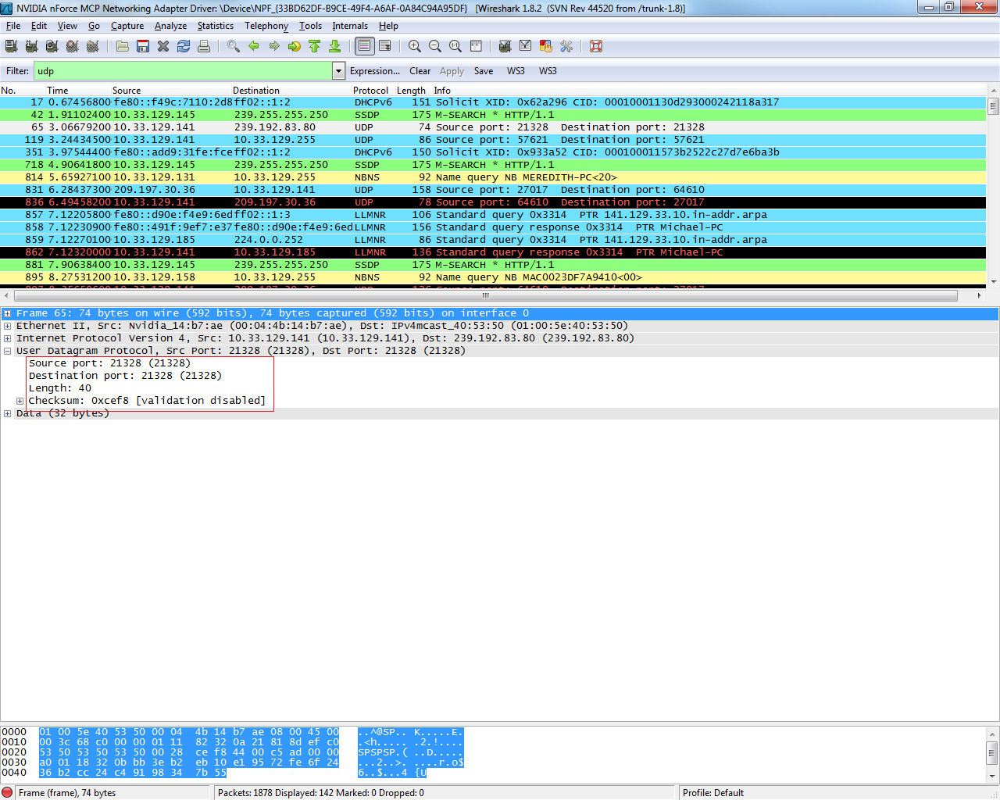 NVIDIA nForce MCP Networking Adapter Driver: \Device\NPF_{33BD62DF-B9CE-49F4-A6AF-0A84C94A95DF}   [Wireshark 1.8.2  (SVN Rev 44520 from /trunk-1.8)]
File Edit View Go Capture Analyze Statistics Telephony Tools Internals Help
Filter: udp Expression... Clear Apply Save WS3 WS3
No. Time Source Destination Protocol Length Info
17 0.67456800 fe80::f49c:7110:2d8 ff02::1:2 DHCPv6 151 Solicit XID: 0x62a296 CID: 00010001130d293000242118a317
42 1.91102400 10.33.129.145 239.255.255.250 SSDP 175 M-SEARCH * HTTP/1.1
65 3.06679200 10.33.129.141 239.192.83.80 UDP 74 Source port: 21328  Destination port: 21328
119 3.24434500 10.33.129.141 10.33.129.255 UDP 86 Source port: 57621  Destination port: 57621
351 3.97544400 fe80::add9:31fe:fce ff02::1:2 DHCPv6 150 Solicit XID: 0x933a52 CID: 000100011573b2522c27d7e6ba3b
718 4.90641800 10.33.129.145 239.255.255.250 SSDP 175 M-SEARCH * HTTP/1.1
814 5.65927100 10.33.129.131 10.33.129.255 NBNS 92 Name query NB MEREDITH-PC<20>
831 6.28437300 209.197.30.36 10.33.129.141 UDP 158 Source port: 27017  Destination port: 64610
836 6.49458200 10.33.129.141 209.197.30.36 UDP 78 Source port: 64610  Destination port: 27017
857 7.12205800 fe80::d90e:f4e9:6ed ff02::1:3 LLMNR 106 Standard query 0x3314  PTR 141.129.33.10.in-addr.arpa
858 7.12230900 fe80::491f:9ef7:e37 fe80::d90e:f4e9:6ed LLMNR 156 Standard query response 0x3314  PTR Michael-PC
859 7.12270100 10.33.129.185 224.0.0.252 LLMNR 86 Standard query 0x3314  PTR 141.129.33.10.in-addr.arpa
862 7.12320000 10.33.129.141 10.33.129.185 LLMNR 136 Standard query response 0x3314  PTR Michael-PC
881 7.90638400 10.33.129.145 239.255.255.250 SSDP 175 M-SEARCH * HTTP/1.1
895 8.27531200 10.33.129.158 10.33.129.255 NBNS 92 Name query NB MAC0023DF7A9410<00>
Frame 65: 74 bytes on wire (592 bits), 74 bytes captured (592 bits) on interface 0
Ethernet II, Src: Nvidia_14:b7:ae (00:04:4b:14:b7:ae), Dst: IPv4mcast_40:53:50 (01:00:5e:40:53:50)
Internet Protocol Version 4, Src: 10.33.129.141 (10.33.129.141), Dst: 239.192.83.80 (239.192.83.80)
User Datagram Protocol, Src Port: 21328 (21328), Dst Port: 21328 (21328)
Source port: 21328 (21328)
Destination port: 21328 (21328)
Length: 40
Checksum: 0xcef8 [validation disabled]
Data (32 bytes)
0000 01 00 5e 40 53 50 00 04 4b 14 b7 ae 08 00 45 00 ..^@SP.. K.....E.
0010 00 3c 68 c0 00 00 01 11 82 32 0a 21 81 8d ef c0 .<h..... .2.!....
0020 53 50 53 50 53 50 00 28 ce f8 44 00 c5 ad 00 00 SPSPSP.( ..D.....
0030 a0 01 18 32 0b bb 3e b2 eb 10 e1 95 72 fe 6f 24 ...2..>. ....r.o$
0040 36 b2 cc 24 c4 91 98 34 7b 55 6..$...4 {U
Frame (frame), 74 bytes Packets: 1878 Displayed: 142 Marked: 0 Dropped: 0 Profile: Default